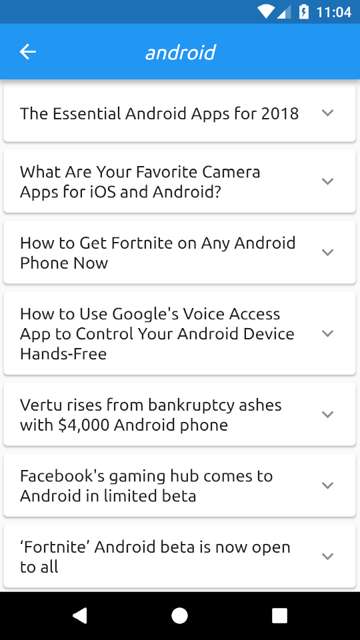 11:04
android
The Essential Android Apps for 2018
What Are Your Favorite Camera
Apps for iOS and Android?
How to Get Fortnite on Any Android
Phone Now
How to Use Google's Voice Access
App to Control Your Android Device
Hands-Free
Vertu rises from bankruptcy ashes
with $4,000 Android phone
Facebook's gaming hub comes to
Android in limited beta
‘Fortnite’ Android beta is now open
to all